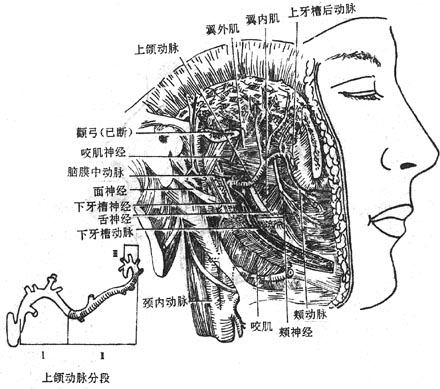 上颌动脉
翼外肌
翼内肌
上牙槽后动脉
颧弓(已断)
咬肌神经
脑膜中动脉
面神经
下牙槽神经
舌神经
下牙槽动脉
颈内动脉
咬肌
颊动脉
颊神经
I
II
III
上颌动脉分段